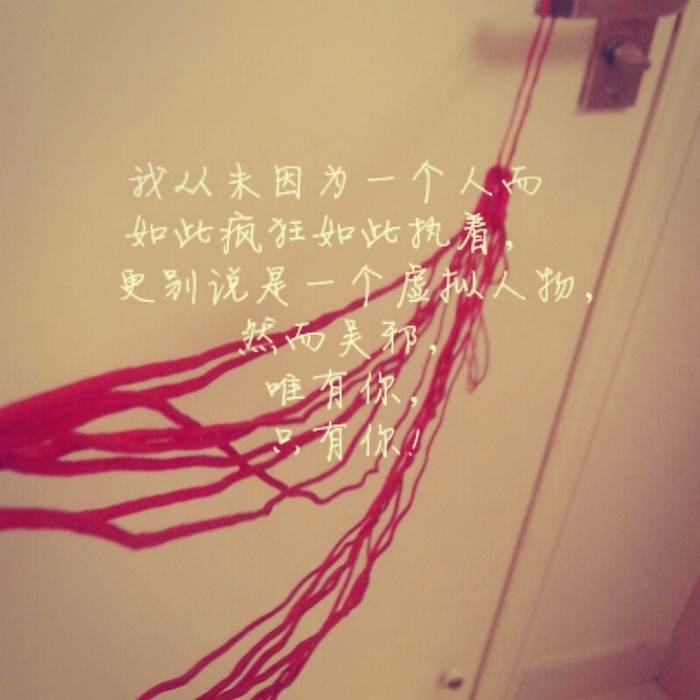 我从未因为一个人而
如此疯狂如此执着，
更别说是一个虚拟人物，
然而吴邪，
唯有你，
只有你！